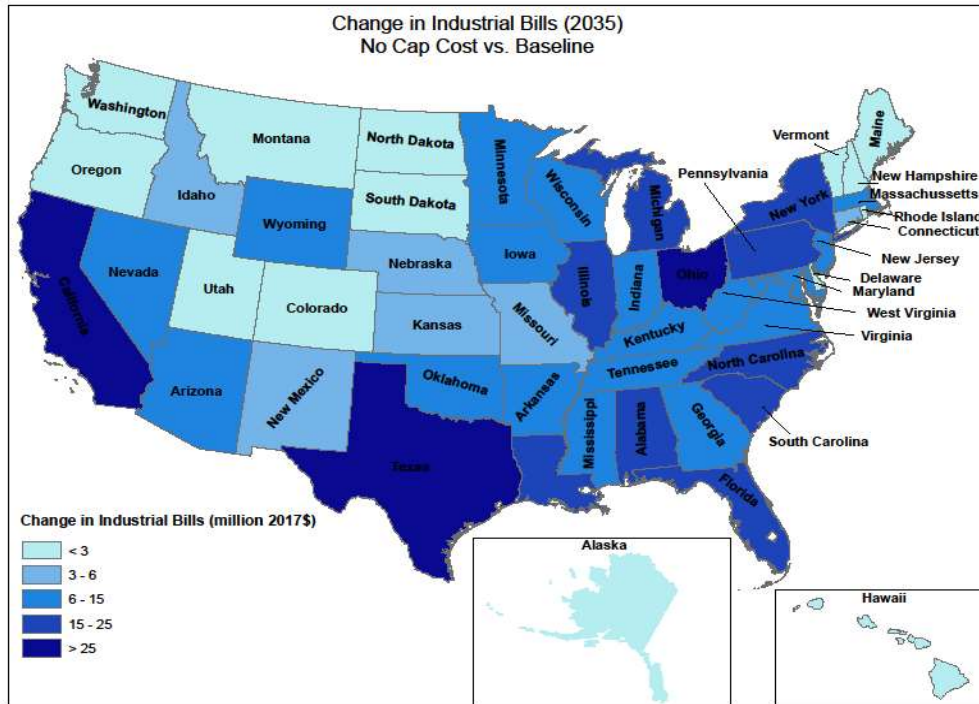 Change in Industrial Bills (2035)
No Cap Cost vs. Baseline
Washington
Oregon
Idaho
Montana
North Dakota
South Dakota
Wyoming
Nevada
Utah
Colorado
California
Arizona
New Mexico
Nebraska
Kansas
Oklahoma
Texas
Minnesota
Iowa
Missouri
Arkansas
Wisconsin
Illinois
Michigan
Indiana
Ohio
Kentucky
Tennessee
Mississippi
Alabama
Georgia
Florida
North Carolina
South Carolina
Virginia
West Virginia
Maryland
Delaware
New Jersey
Pennsylvania
New York
Connecticut
Rhode Island
Massachussetts
New Hampshire
Vermont
Maine
Change in Industrial Bills (million 2017$)
< 3
3 - 6
6 - 15
15 - 25
> 25
Alaska
Hawaii